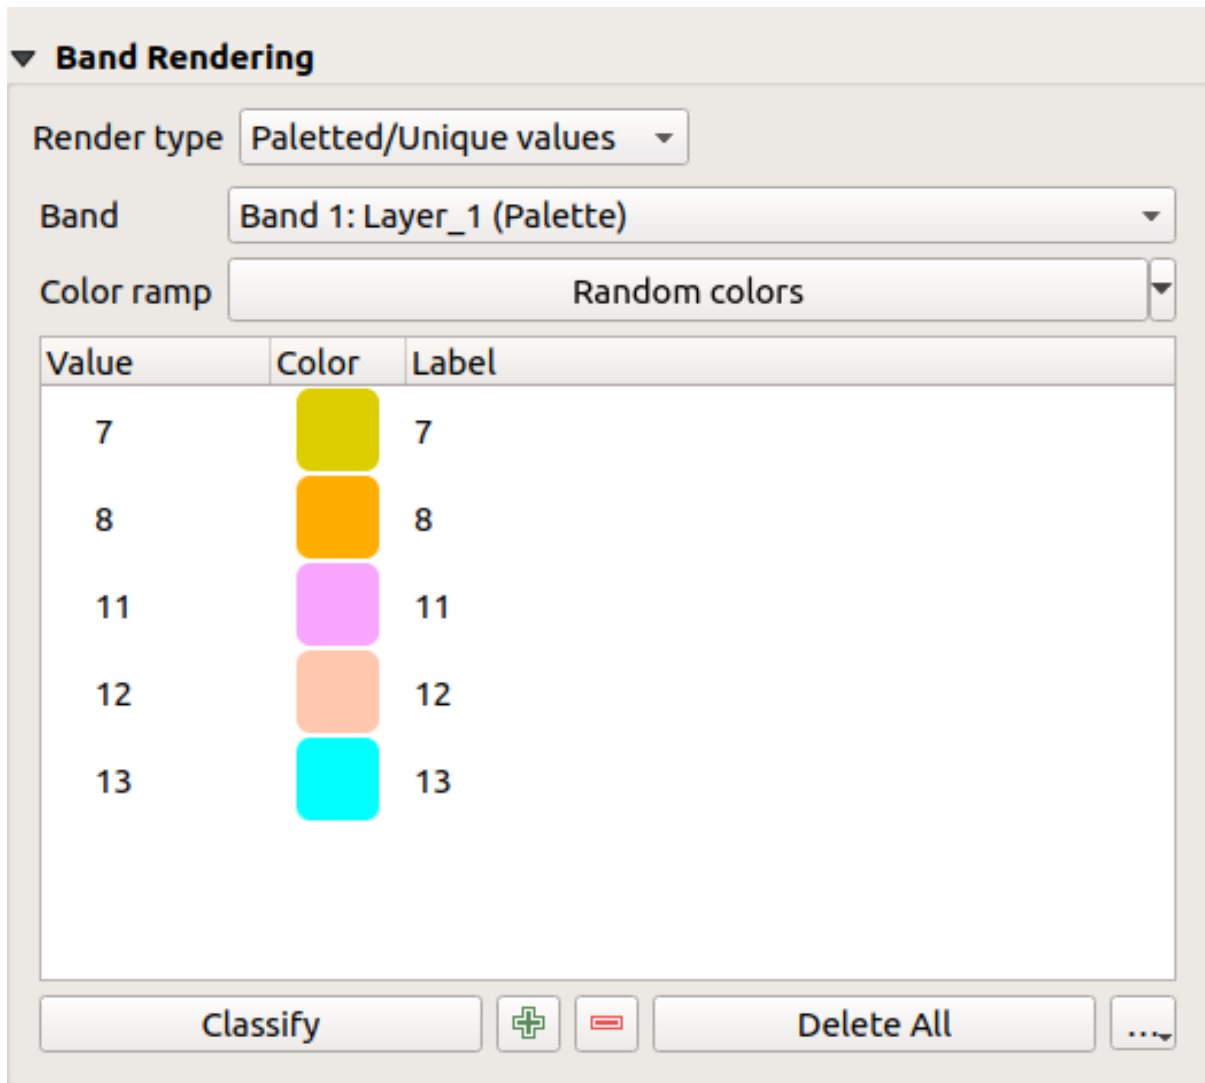 Band Rendering
Render type Paletted/Unique values
Band Band 1: Layer_1 (Palette)
Color ramp Random colors
Value Color Label
7 7
8 8
11 11
12 12
13 13
Classify Delete All ...